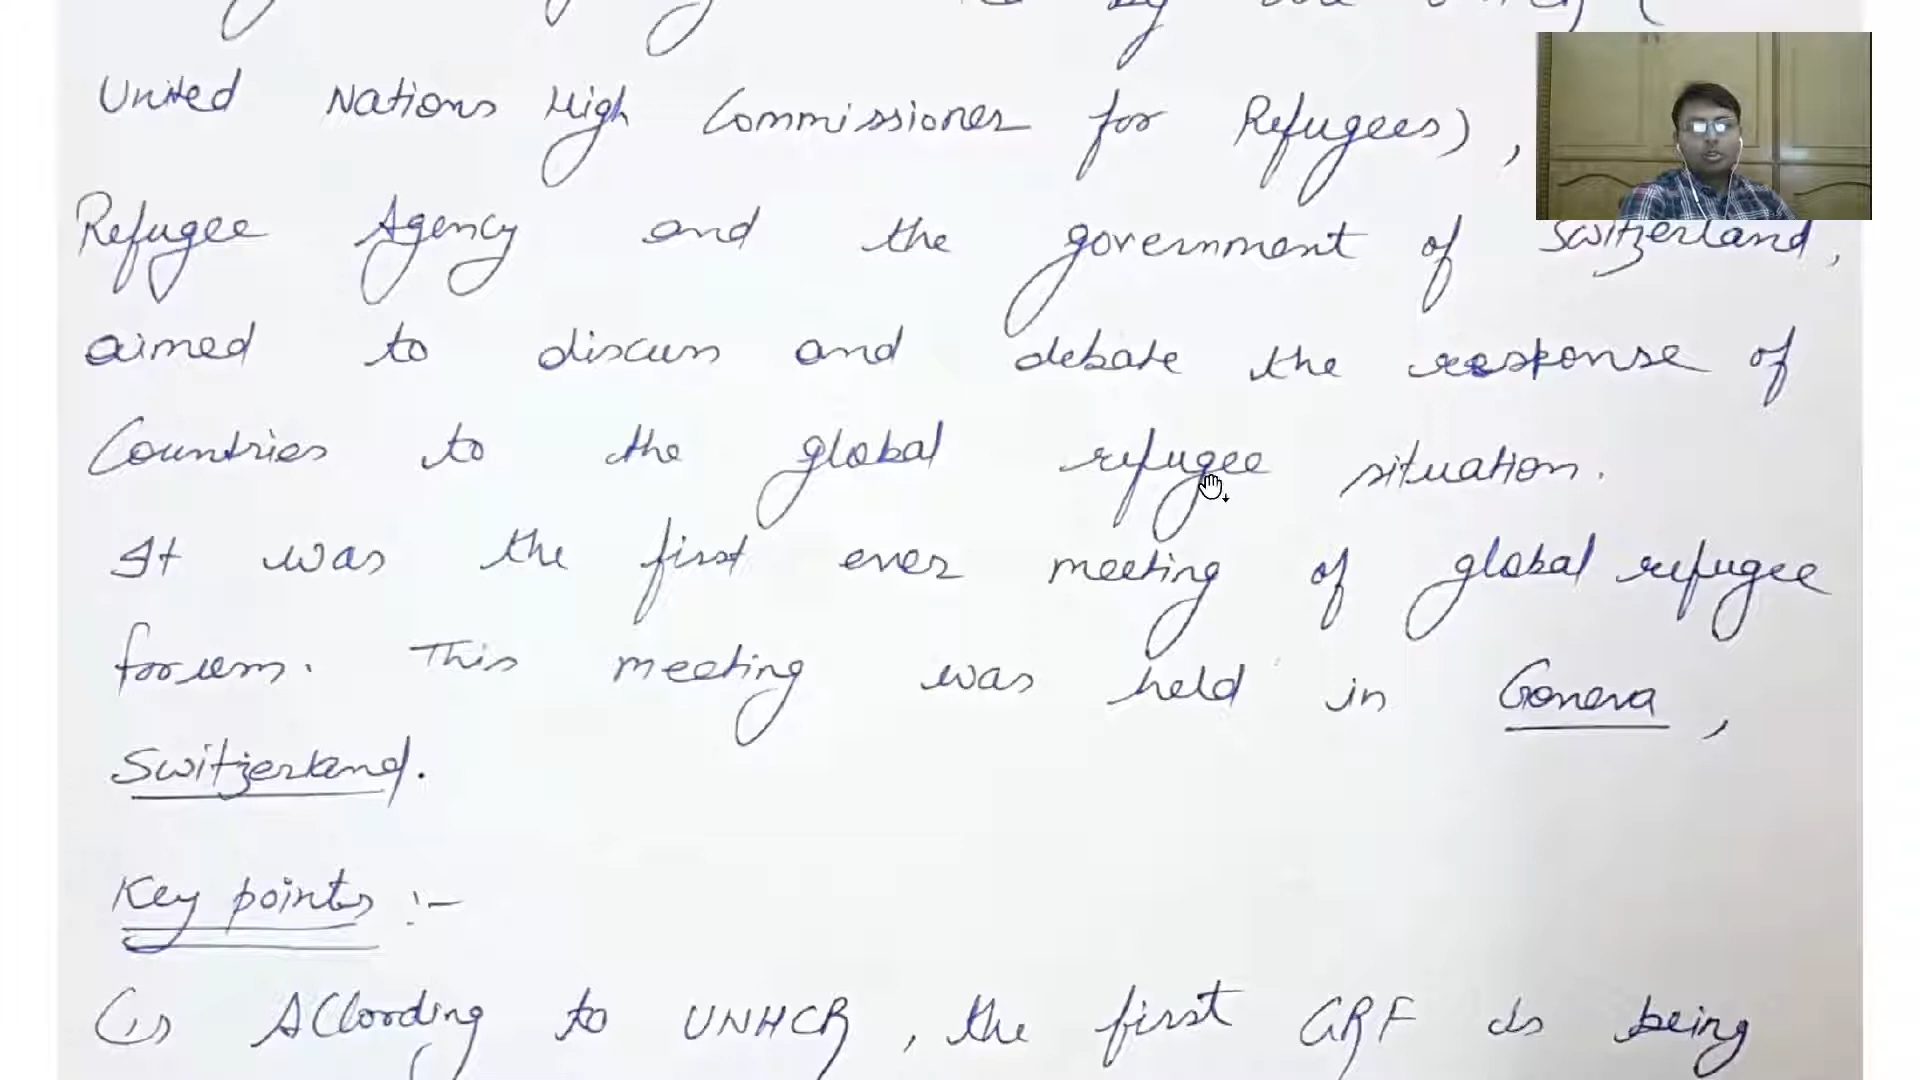 by
United Nations High Commissioner for Refugees),
Refugee Agency and the government of Switzerland,
aimed to discuss and debate the response of
Countries to the global refugee situation.
It was the first ever meeting of global refugee
forum. This meeting was held in Geneva,
Switzerland.
Key points :-
(i) According to UNHCR, the first GRF is being